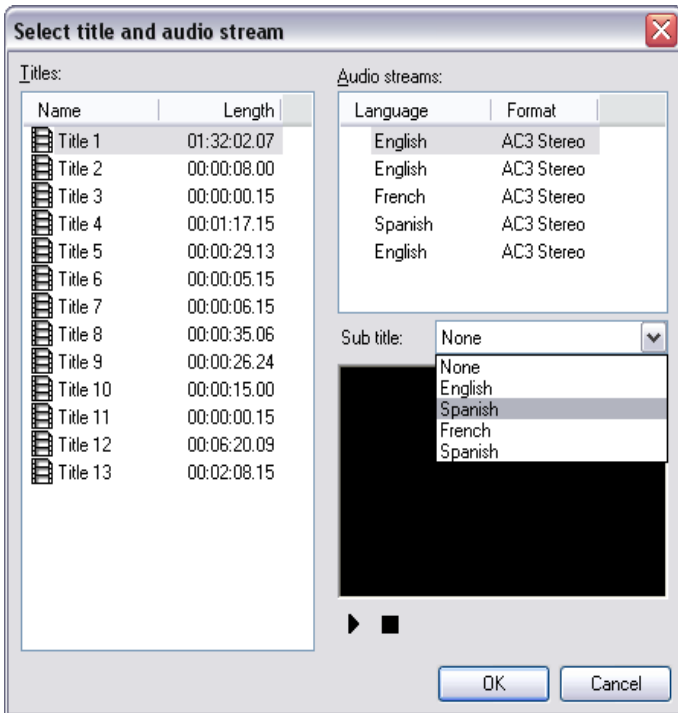 Select title and audio stream
Titles:
Name Length
Title 1 01:32:02.07
Title 2 00:00:08.00
Title 3 00:00:00.15
Title 4 00:01:17.15
Title 5 00:00:29.13
Title 6 00:00:05.15
Title 7 00:00:06.15
Title 8 00:00:35.06
Title 9 00:00:26.24
Title 10 00:00:15.00
Title 11 00:00:00.15
Title 12 00:06:20.09
Title 13 00:02:08.15
Audio streams:
Language Format
English AC3 Stereo
English AC3 Stereo
French AC3 Stereo
Spanish AC3 Stereo
English AC3 Stereo
Sub title: None
None
English
Spanish
French
Spanish
OK Cancel